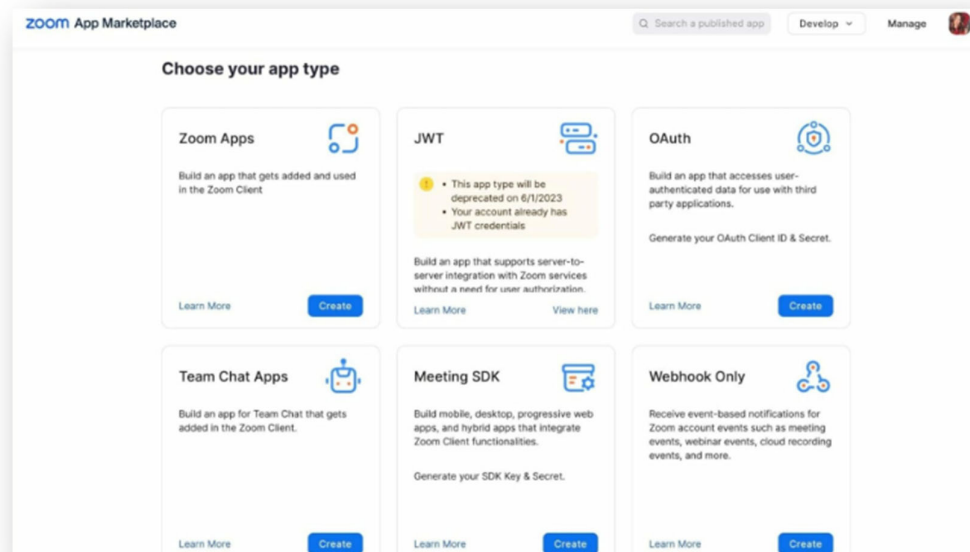 zoom App Marketplace
Search a published app
Develop
Manage
Choose your app type
Zoom Apps
Build an app that gets added and used
in the Zoom Client
Learn More
Create
JWT
• This app type will be
deprecated on 6/1/2023
• Your account already has
JWT credentials
Build an app that supports server-to-
server integration with Zoom services
without a need for user authorization.
Learn More
View here
OAuth
Build an app that accesses user-
authenticated data for use with third
party applications.
Generate your OAuth Client ID & Secret.
Learn More
Create
Team Chat Apps
Build an app for Team Chat that gets
added in the Zoom Client.
Learn More
Create
Meeting SDK
Build mobile, desktop, progressive web
apps, and hybrid apps that integrate
Zoom Client functionalities.
Generate your SDK Key & Secret.
Learn More
Create
Webhook Only
Receive event-based notifications for
Zoom account events such as meeting
events, webinar events, cloud recording
events, and more.
Learn More
Create